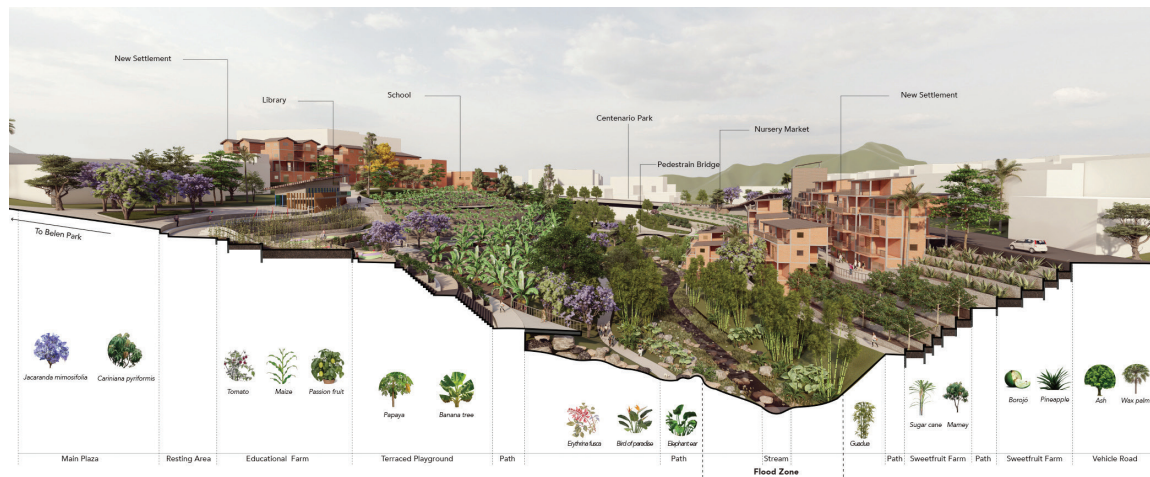 New Settlement
Library
School
Centenario Park
Pedestrain Bridge
Nursery Market
New Settlement
To Belen Park
Jacaranda mimosifolia
Cariniana pyriformis
Tomato
Maize
Passion fruit
Papaya
Banana tree
Erythrina fusca
Bird of paradise
Elephant ear
Guadua
Sugar cane
Mamey
Borojó
Pineapple
Ash
Wax palm
Main Plaza
Resting Area
Educational Farm
Terraced Playground
Path
Path
Stream
Path
Sweetfruit Farm
Path
Sweetfruit Farm
Vehicle Road
Flood Zone